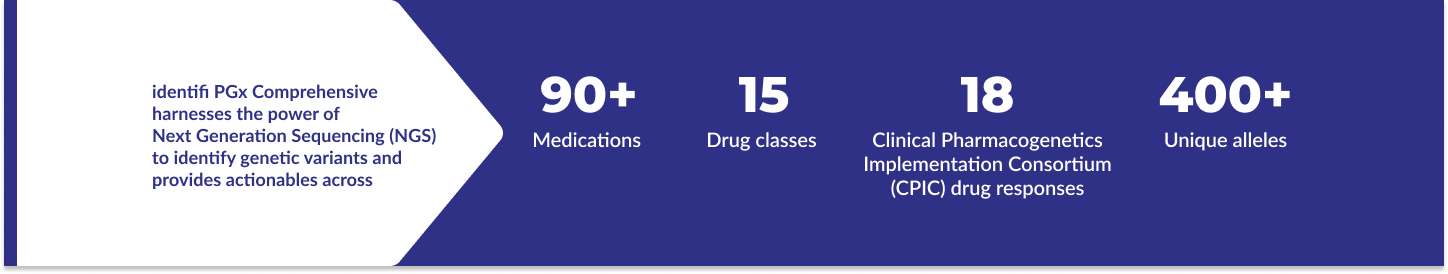 identifi PGx Comprehensive
harnesses the power of
Next Generation Sequencing (NGS)
to identify genetic variants and
provides actionables across
90+
Medications
15
Drug classes
18
Clinical Pharmacogenetics
Implementation Consortium
(CPIC) drug responses
400+
Unique alleles